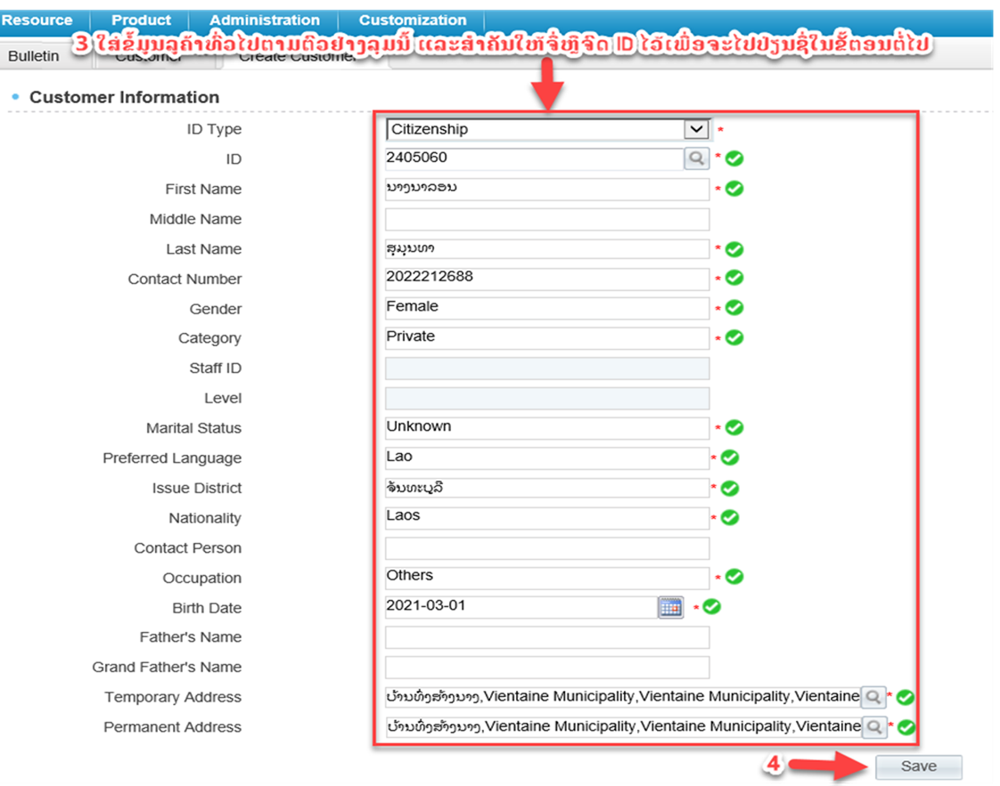 Resource Product Administration Customization
3 ໃສ່ຂໍ້ມູນລູກຄ້າທົ່ວໄປຕາມຕົວຢ່າງລຸມນີ້ ແລະສຳຄັນໃຫ້ຈື່ຫຼືຈົດ ID ໄວ້ເພື່ອຈະໄປປ່ຽນຊື່ໃນຂັ້ຕອນຕໍ່ໄປ
Bulletin Customer Create Customer
Customer Information
ID Type Citizenship *
ID 2405060 *
First Name ນາງນາລອນ *
Middle Name
Last Name ສຸມຸນທາ *
Contact Number 2022212688 *
Gender Female *
Category Private *
Staff ID
Level
Marital Status Unknown *
Preferred Language Lao *
Issue District ຈັນທະບູລີ *
Nationality Laos *
Contact Person
Occupation Others *
Birth Date 2021-03-01 *
Father's Name
Grand Father's Name
Temporary Address ບ້ານທົ່ງສ້າງນາງ,Vientaine Municipality,Vientaine Municipality,Vientaine *
Permanent Address ບ້ານທົ່ງສ້າງນາງ,Vientaine Municipality,Vientaine Municipality,Vientaine *
4 Save